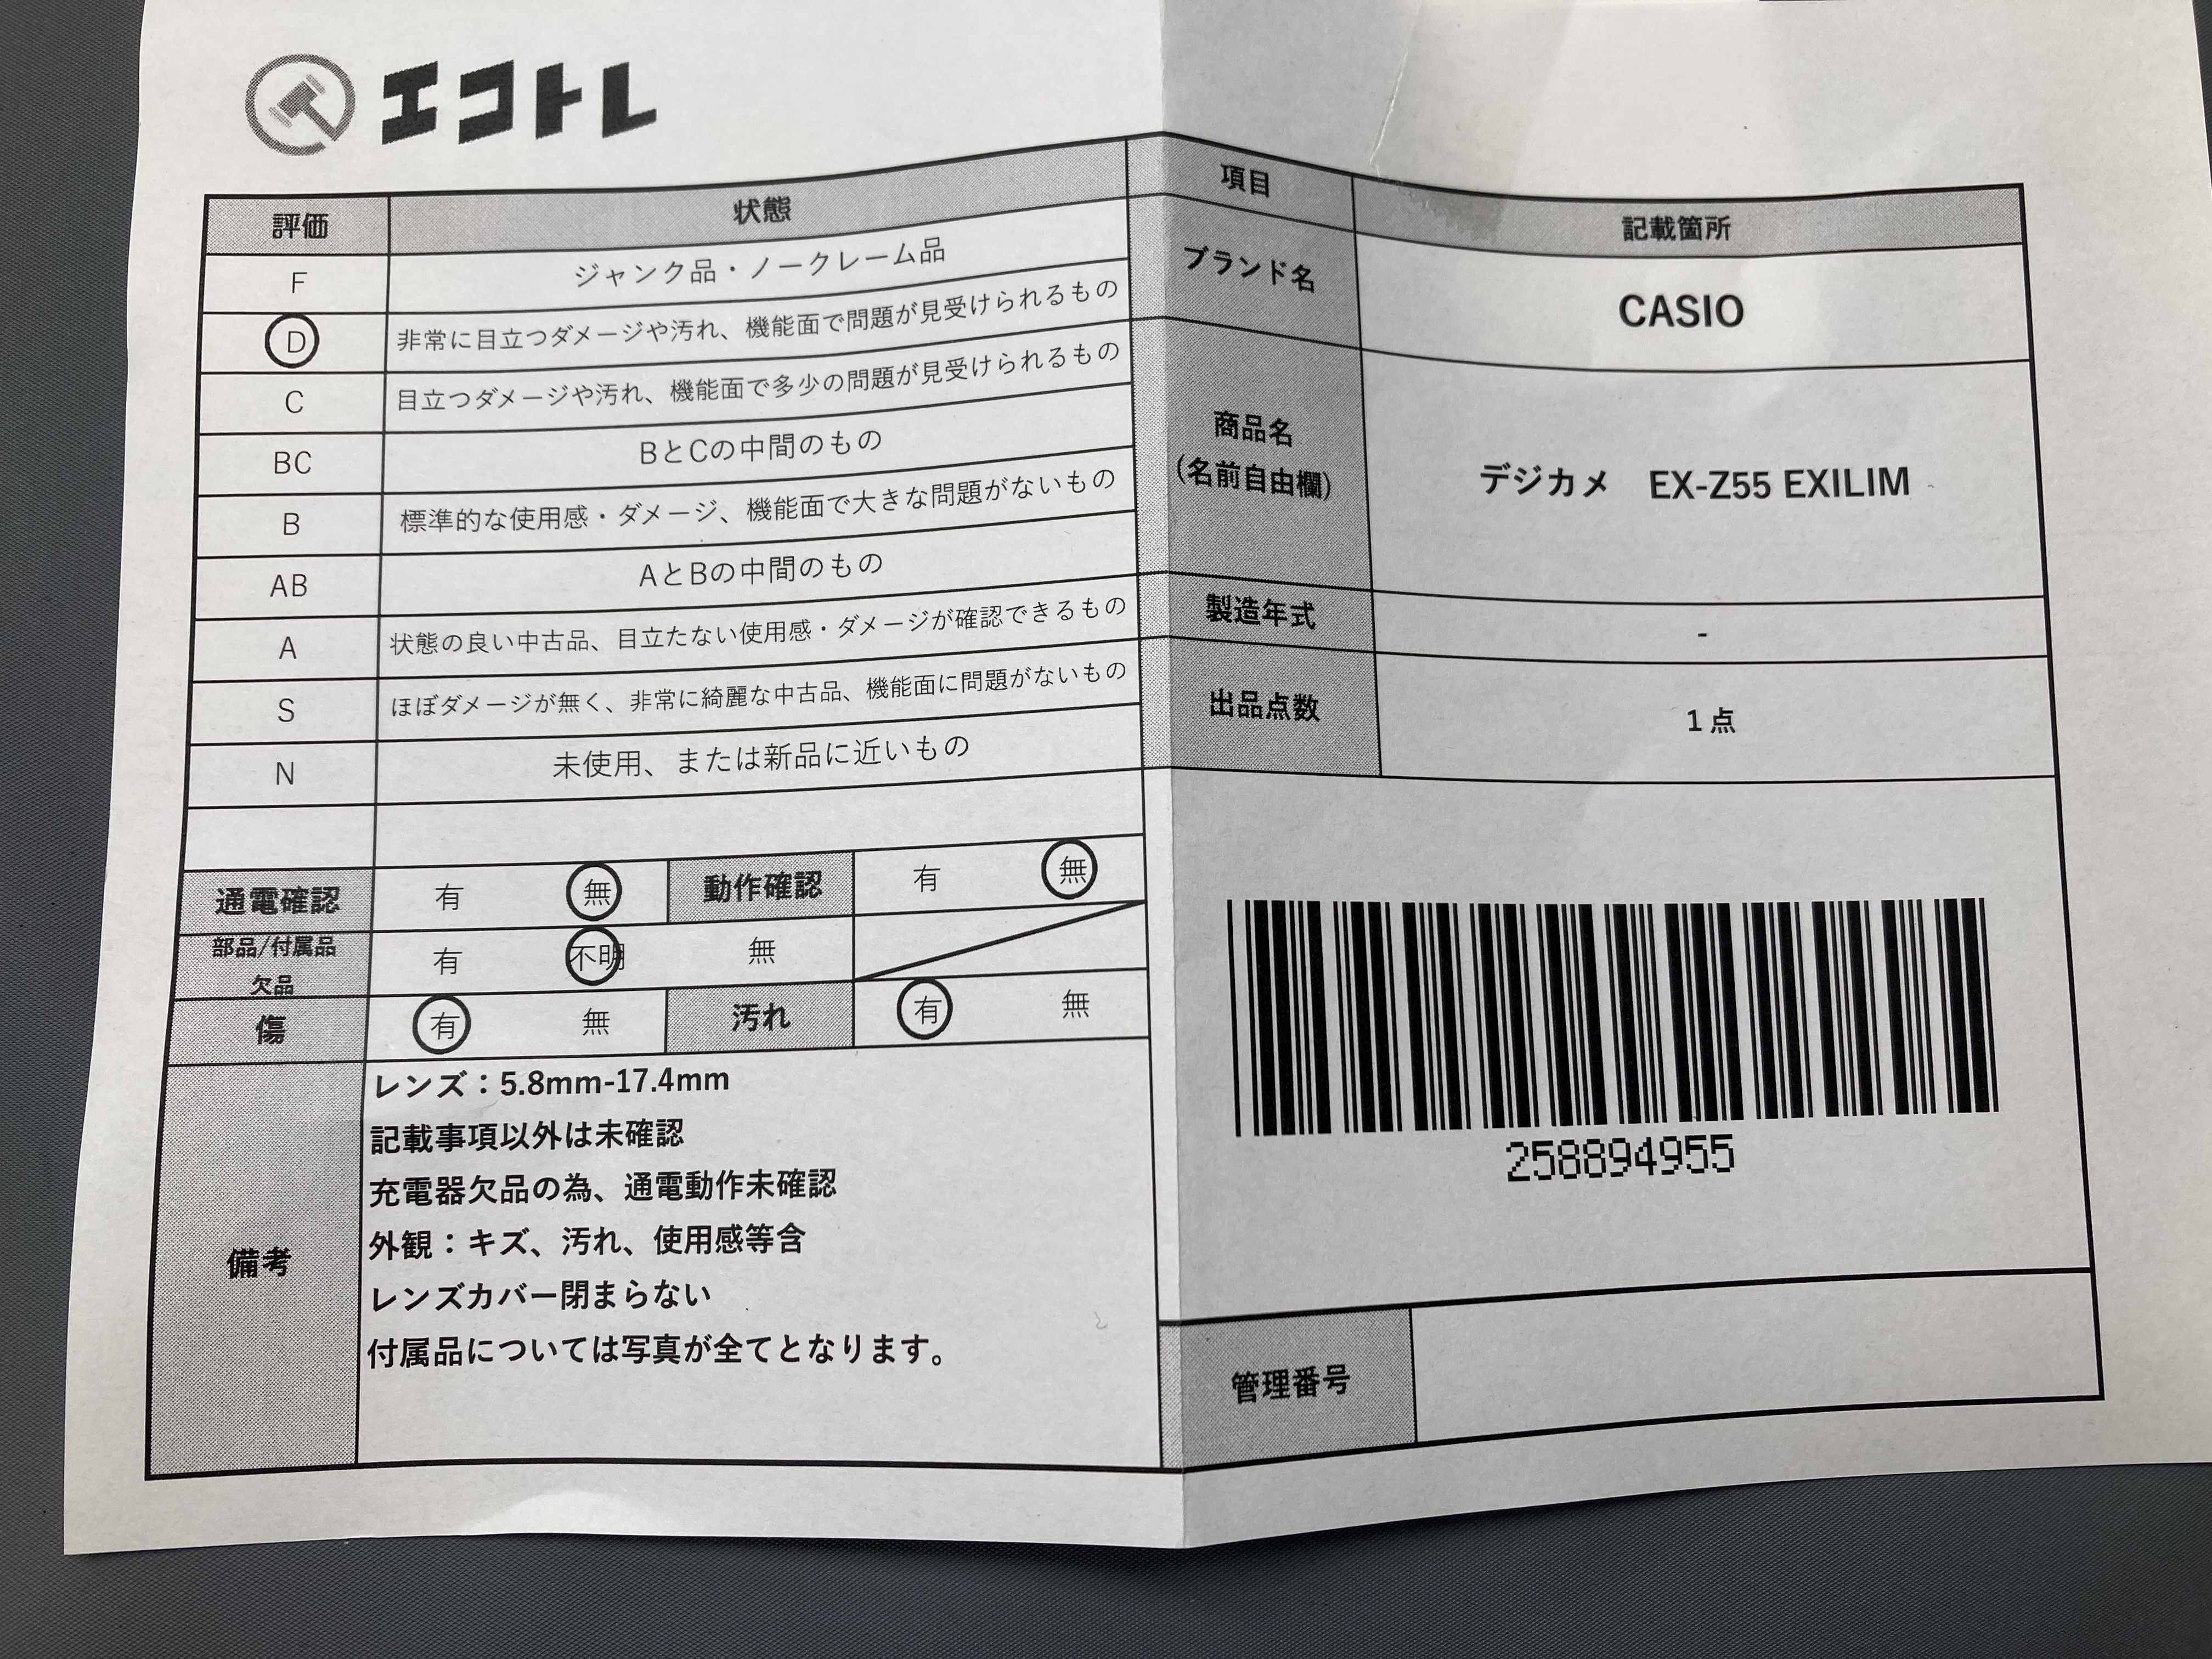 エコトレ
評価 状態
F ジャンク品・ノークレーム品
D 非常に目立つダメージや汚れ、機能面で問題が見受けられるもの
C 目立つダメージや汚れ、機能面で多少の問題が見受けられるもの
BC BとCの中間のもの
B 標準的な使用感・ダメージ、機能面で大きな問題がないもの
AB AとBの中間のもの
A 状態の良い中古品、目立たない使用感・ダメージが確認できるもの
S ほぼダメージが無く、非常に綺麗な中古品、機能面に問題がないもの
N 未使用、または新品に近いもの
通電確認 有 無 動作確認 有 無
部品/付属品
欠品 有 不明 無
傷 有 無 汚れ 有 無
備考
レンズ：5.8mm-17.4mm
記載事項以外は未確認
充電器欠品の為、通電動作未確認
外観：キズ、汚れ、使用感等含
レンズカバー閉まらない
付属品については写真が全てとなります。
項目 記載箇所
ブランド名 CASIO
商品名
(名前自由欄) デジカメ EX-Z55 EXILIM
製造年式 -
出品点数 1点
258894955
管理番号